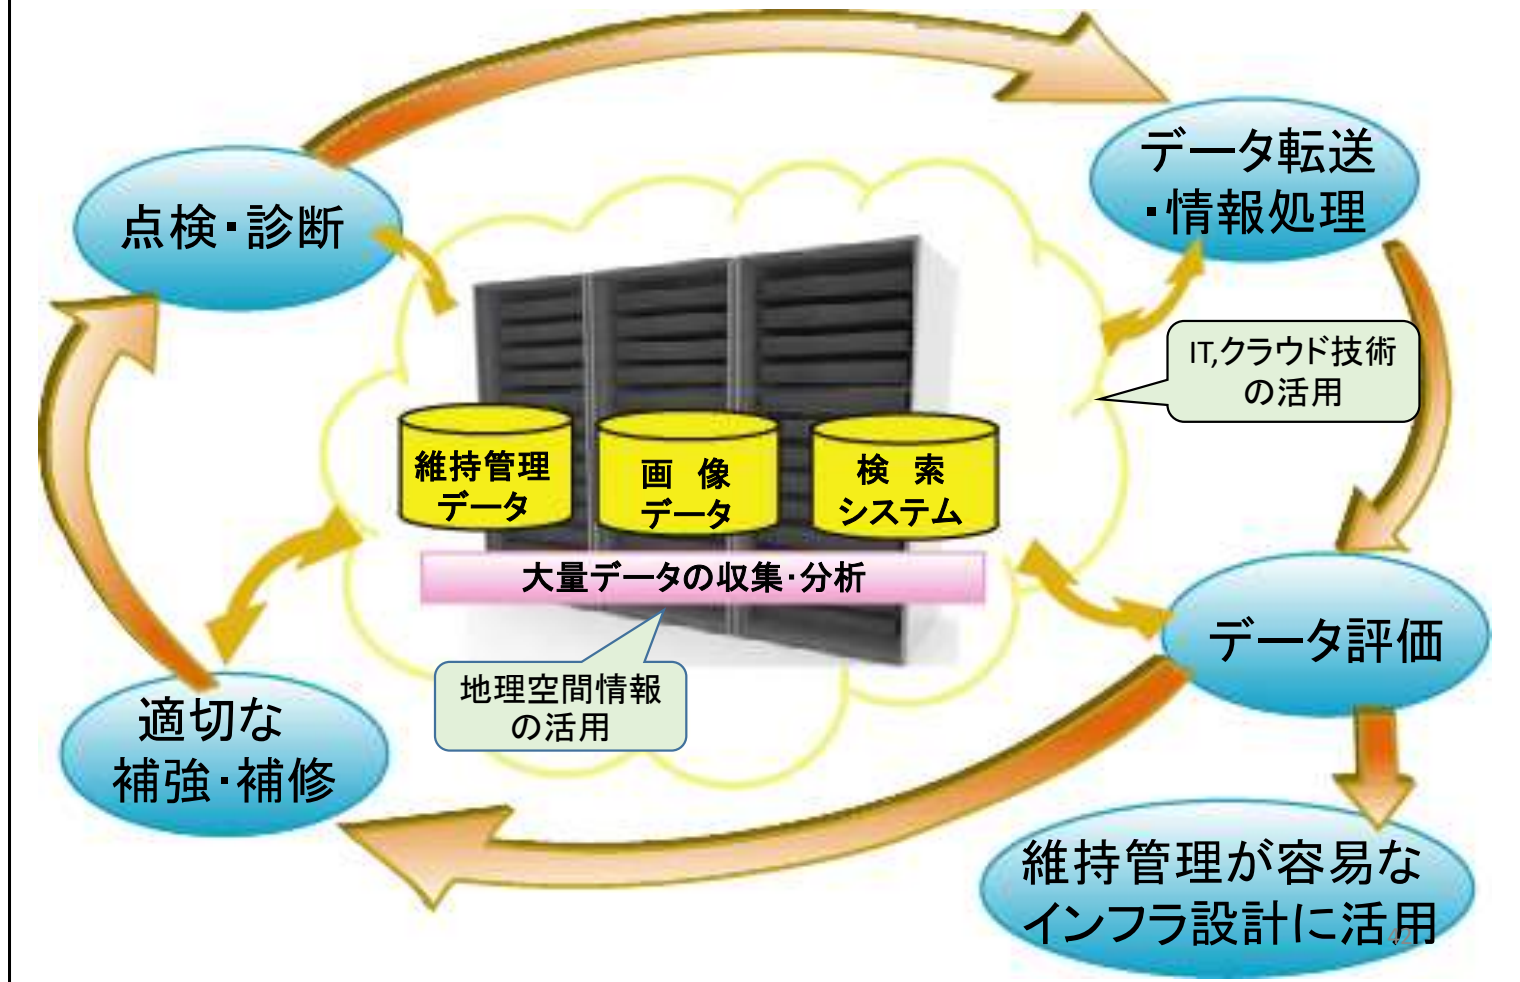 データ転送
・情報処理
点検・診断
IT,クラウド技術
の活用
維持管理
データ
画 像
データ
検 索
システム
大量データの収集・分析
データ評価
地理空間情報
の活用
適切な
補強・補修
維持管理が容易な
インフラ設計に活用
42